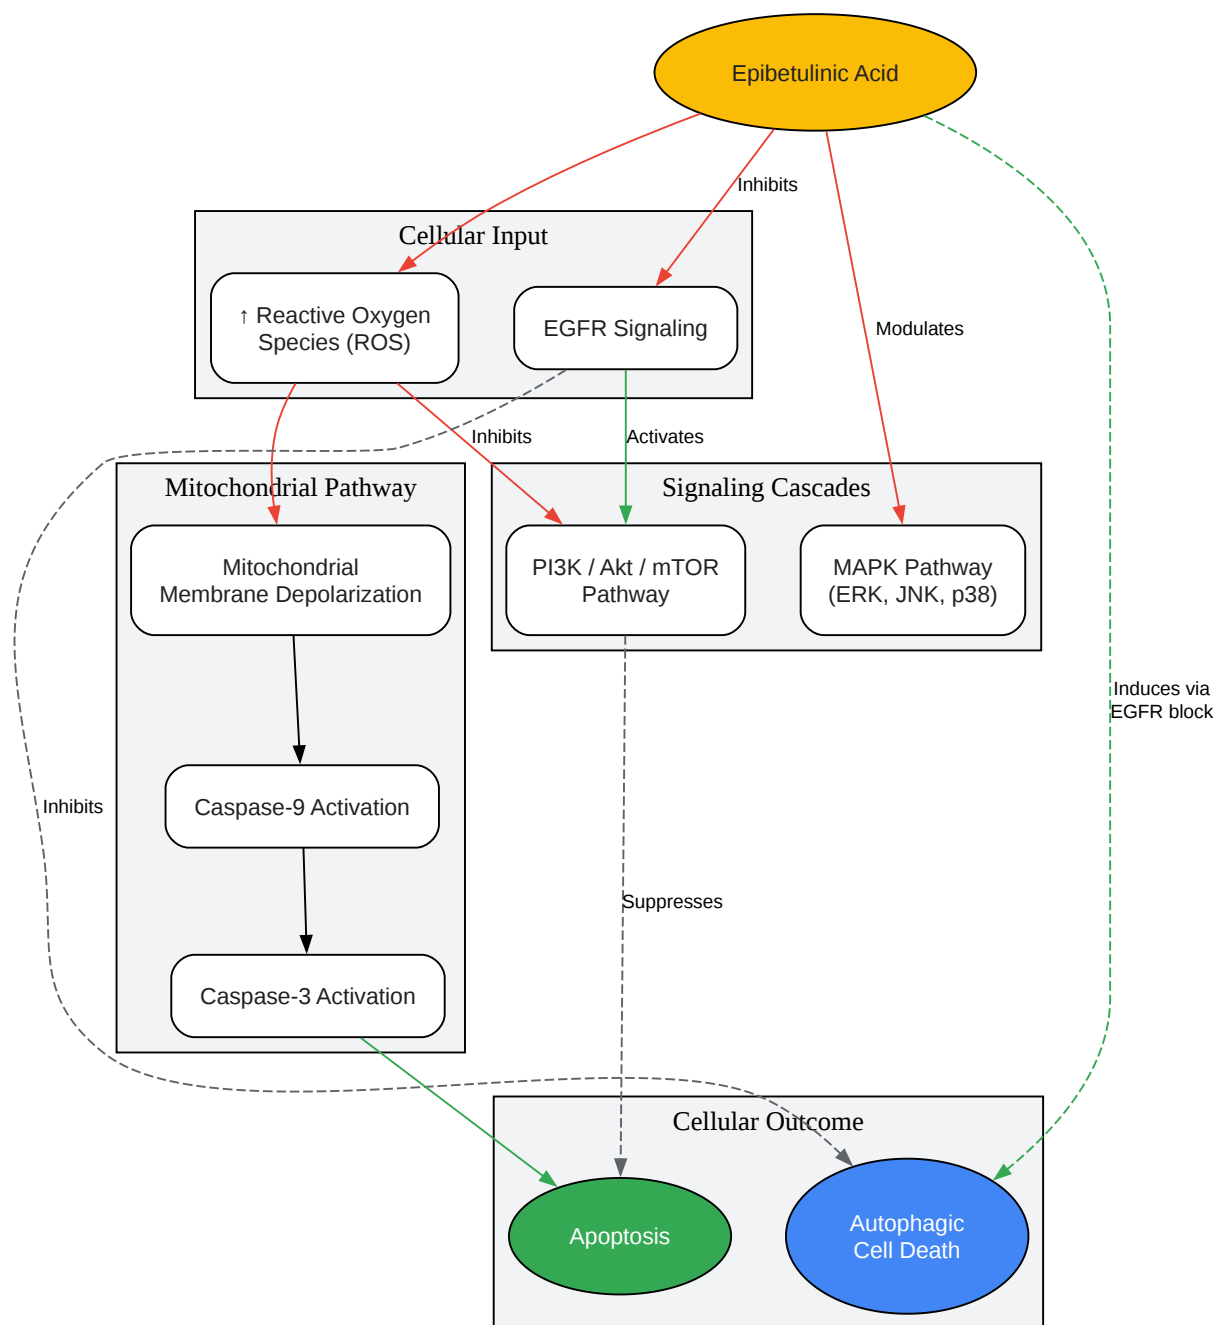 Epibetulinic Acid
Inhibits
Cellular Input
↑ Reactive Oxygen
Species (ROS)
EGFR Signaling
Modulates
Inhibits
Activates
Mitochondrial Pathway
Signaling Cascades
Mitochondrial
Membrane Depolarization
PI3K / Akt / mTOR
Pathway
MAPK Pathway
(ERK, JNK, p38)
Induces via
EGFR block
Inhibits
Caspase-9 Activation
Suppresses
Caspase-3 Activation
Cellular Outcome
Apoptosis
Autophagic
Cell Death